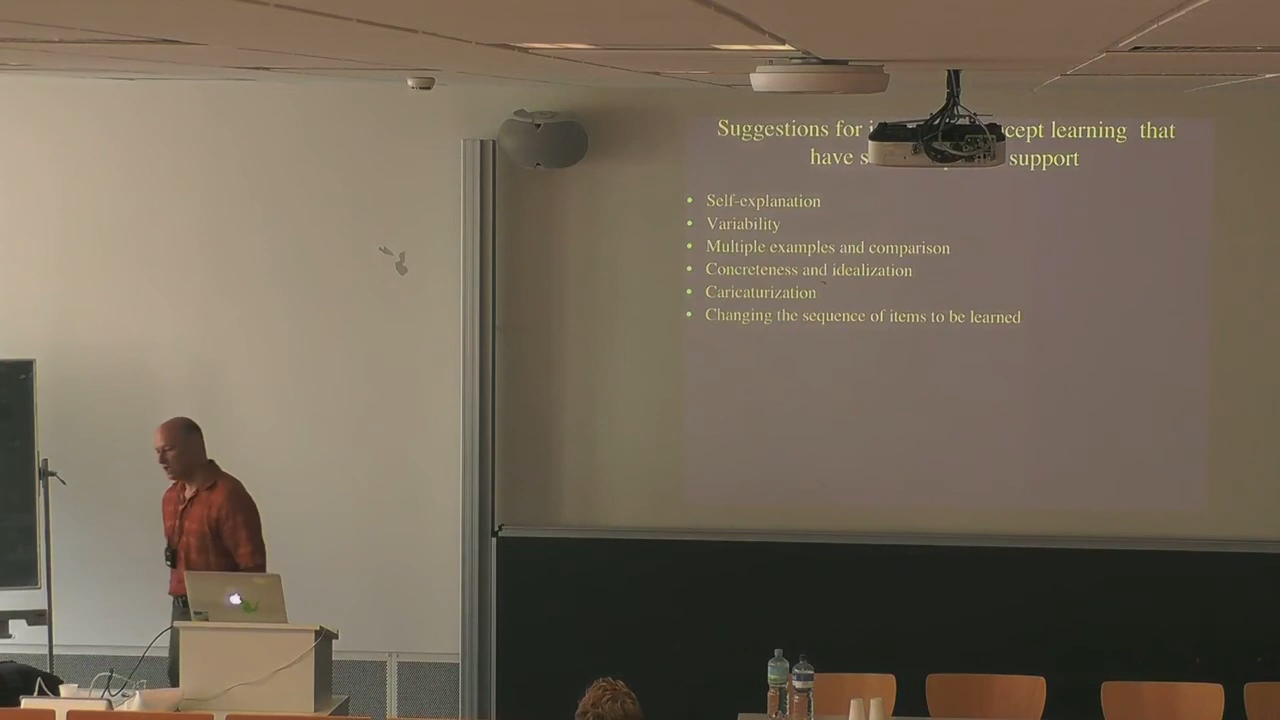 Suggestions for cept learning that
have s support
• Self-explanation
• Variability
• Multiple examples and comparison
• Concreteness and idealization
• Caricaturization
• Changing the sequence of items to be learned